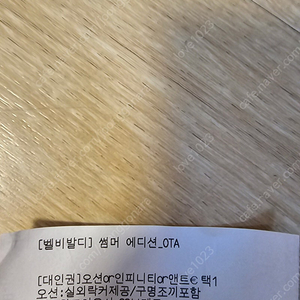 [벨비발디] 썸머 에디션_OTA
[대인권]오션or인피니티or앤트€택1
오션:실외락커제공/구명조끼포함